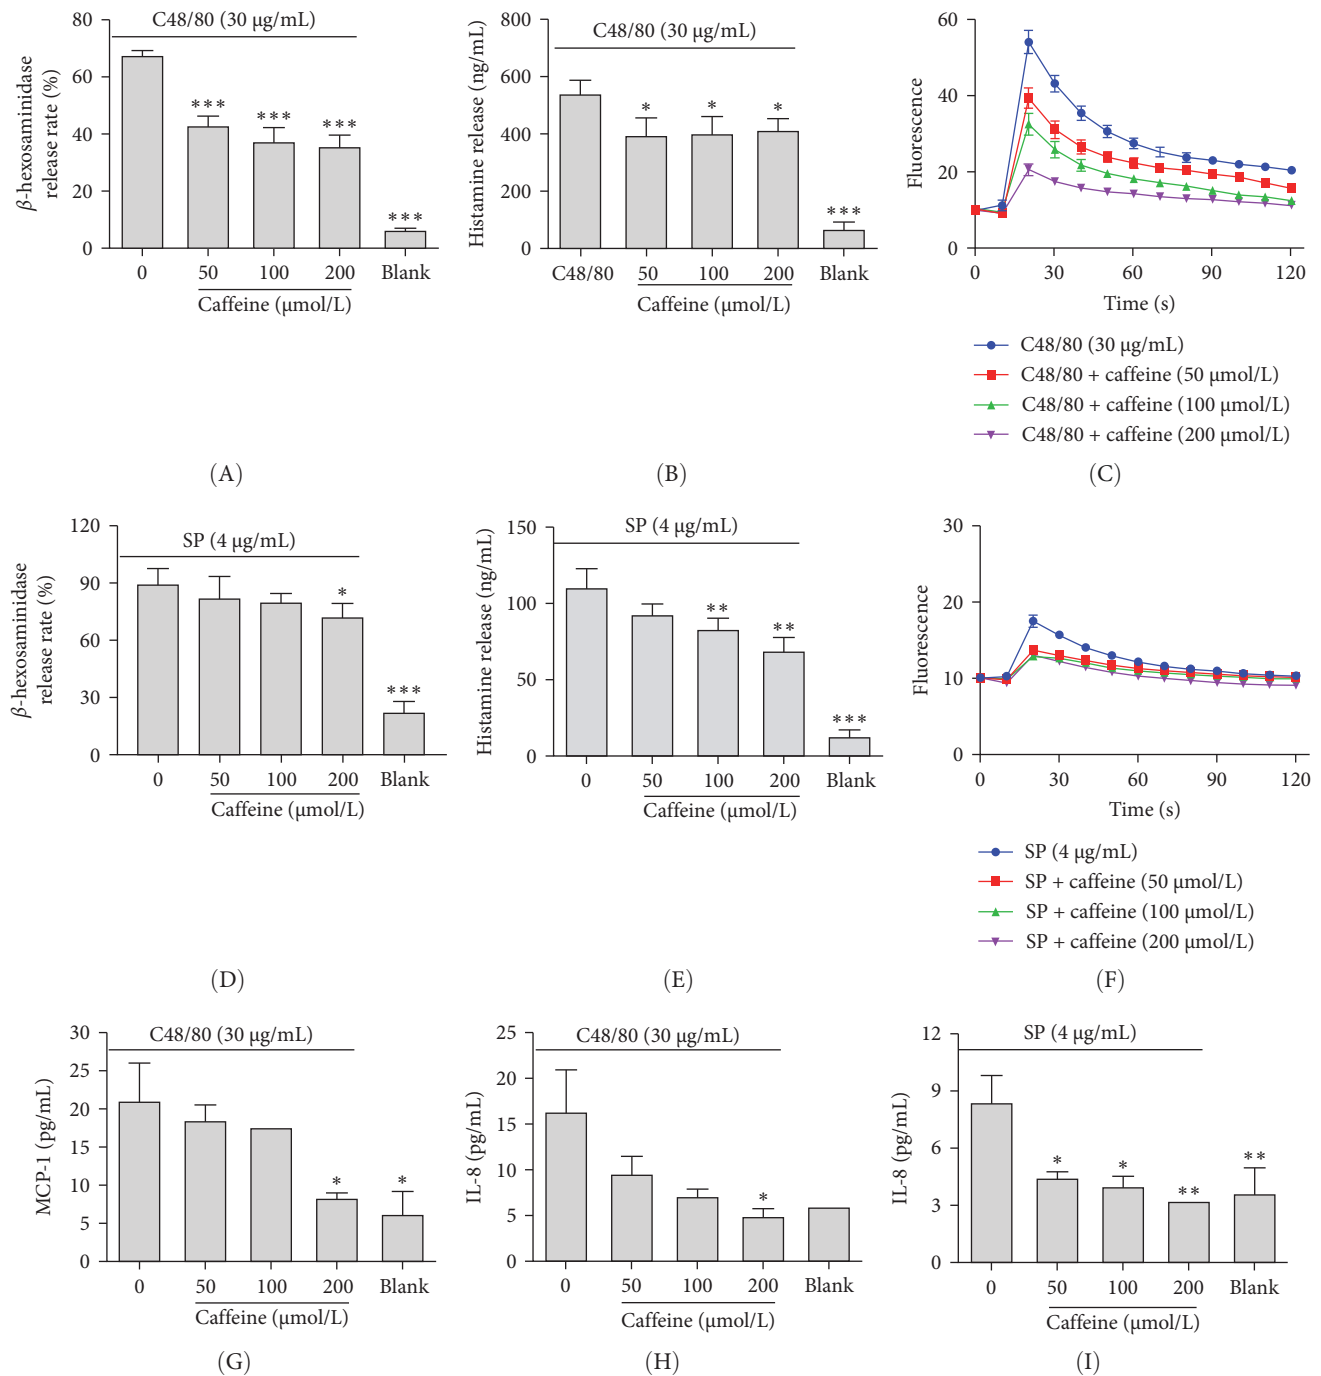 β-hexosaminidase
release rate (%)
C48/80 (30 μg/mL)
80
60
40
20
0
***
***
***
***
0 50 100 200 Blank
Caffeine (μmol/L)
(A)
Histamine release (ng/mL)
C48/80 (30 μg/mL)
800
600
400
200
0
*
*
*
***
C48/80 50 100 200 Blank
Caffeine (μmol/L)
(B)
Fluorescence
60
40
20
0
0 30 60 90 120
Time (s)
C48/80 (30 μg/mL)
C48/80 + caffeine (50 μmol/L)
C48/80 + caffeine (100 μmol/L)
C48/80 + caffeine (200 μmol/L)
(C)
β-hexosaminidase
release rate (%)
SP (4 μg/mL)
120
90
60
30
0
*
***
0 50 100 200 Blank
Caffeine (μmol/L)
(D)
Histamine release (ng/mL)
SP (4 μg/mL)
150
100
50
0
**
**
***
0 50 100 200 Blank
Caffeine (μmol/L)
(E)
Fluorescence
30
20
10
0
0 30 60 90 120
Time (s)
SP (4 μg/mL)
SP + caffeine (50 μmol/L)
SP + caffeine (100 μmol/L)
SP + caffeine (200 μmol/L)
(F)
MCP-1 (pg/mL)
C48/80 (30 μg/mL)
30
25
20
15
10
5
0
*
*
0 50 100 200 Blank
Caffeine (μmol/L)
(G)
IL-8 (pg/mL)
C48/80 (30 μg/mL)
25
20
15
10
5
0
*
0 50 100 200 Blank
Caffeine (μmol/L)
(H)
IL-8 (pg/mL)
SP (4 μg/mL)
12
9
6
3
0
*
*
**
**
0 50 100 200 Blank
Caffeine (μmol/L)
(I)